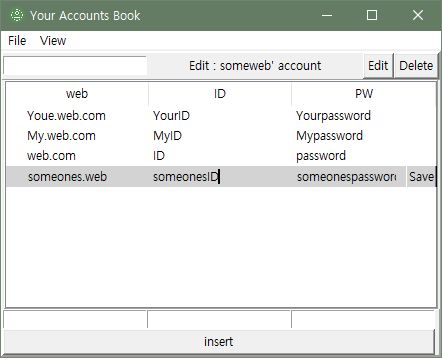 Your Accounts Book
File View
Edit : someweb' account Edit Delete
web ID PW
Youe.web.com YourID Yourpassword
My.web.com MyID Mypassword
web.com ID password
someones.web someonesID someonespassword Save
insert